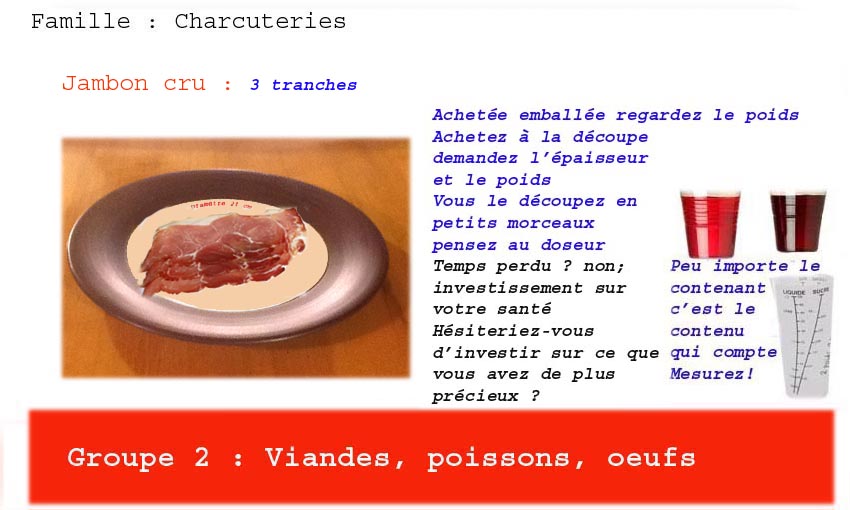 Famille : Charcuteries
Jambon cru : 3 tranches
Achetée emballée regardez le poids
Achetez à la découpe
demandez l'épaisseur
et le poids
Vous le découpez en
petits morceaux
pensez au doseur
Temps perdu ? non;
investissement sur
votre santé
Hésiteriez-vous
d'investir sur ce que
vous avez de plus
précieux ?
Peu importe le
contenant
c'est le
contenu
qui compte
Mesurez!
LIQUIDE SUCRE
diamètre 21 cm
Groupe 2 : Viandes, poissons, oeufs